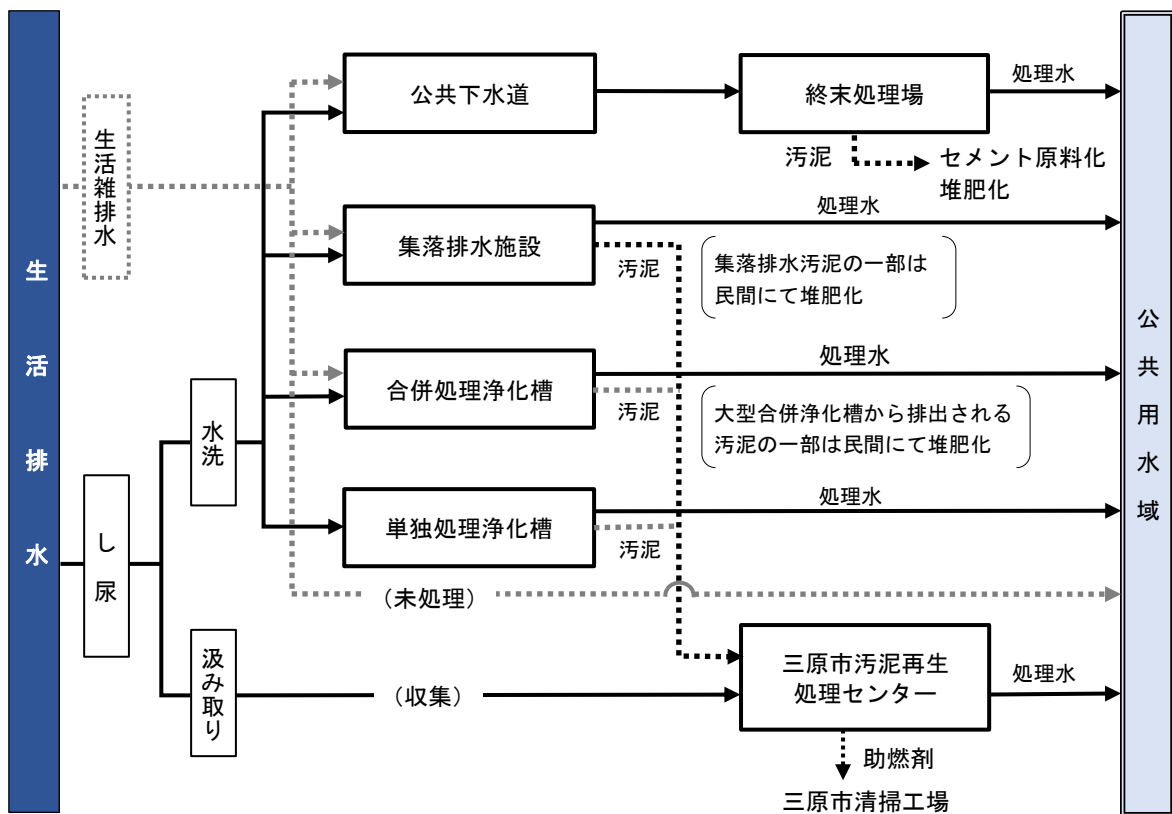 生活排水
生活雑排水
し尿
水洗
汲み取り
公共下水道
終末処理場
処理水
汚泥
セメント原料化
堆肥化
集落排水施設
処理水
汚泥
集落排水汚泥の一部は
民間にて堆肥化
合併処理浄化槽
処理水
汚泥
大型合併浄化槽から排出される
汚泥の一部は民間にて堆肥化
単独処理浄化槽
処理水
汚泥
（未処理）
（収集）
三原市汚泥再生
処理センター
処理水
助燃剤
三原市清掃工場
公共用水域